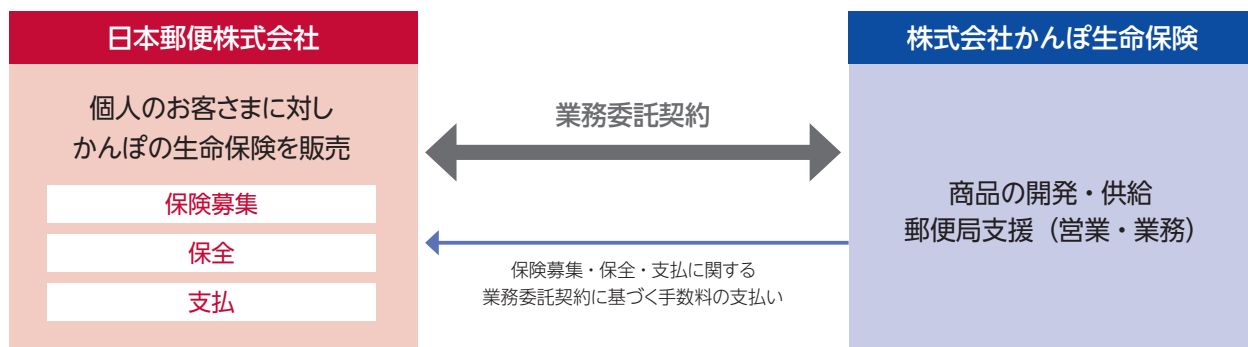 日本郵便株式会社
個人のお客さまに対し
かんぽの生命保険を販売
保険募集
保全
支払
業務委託契約
保険募集・保全・支払に関する
業務委託契約に基づく手数料の支払い
株式会社かんぽ生命保険
商品の開発・供給
郵便局支援（営業・業務）